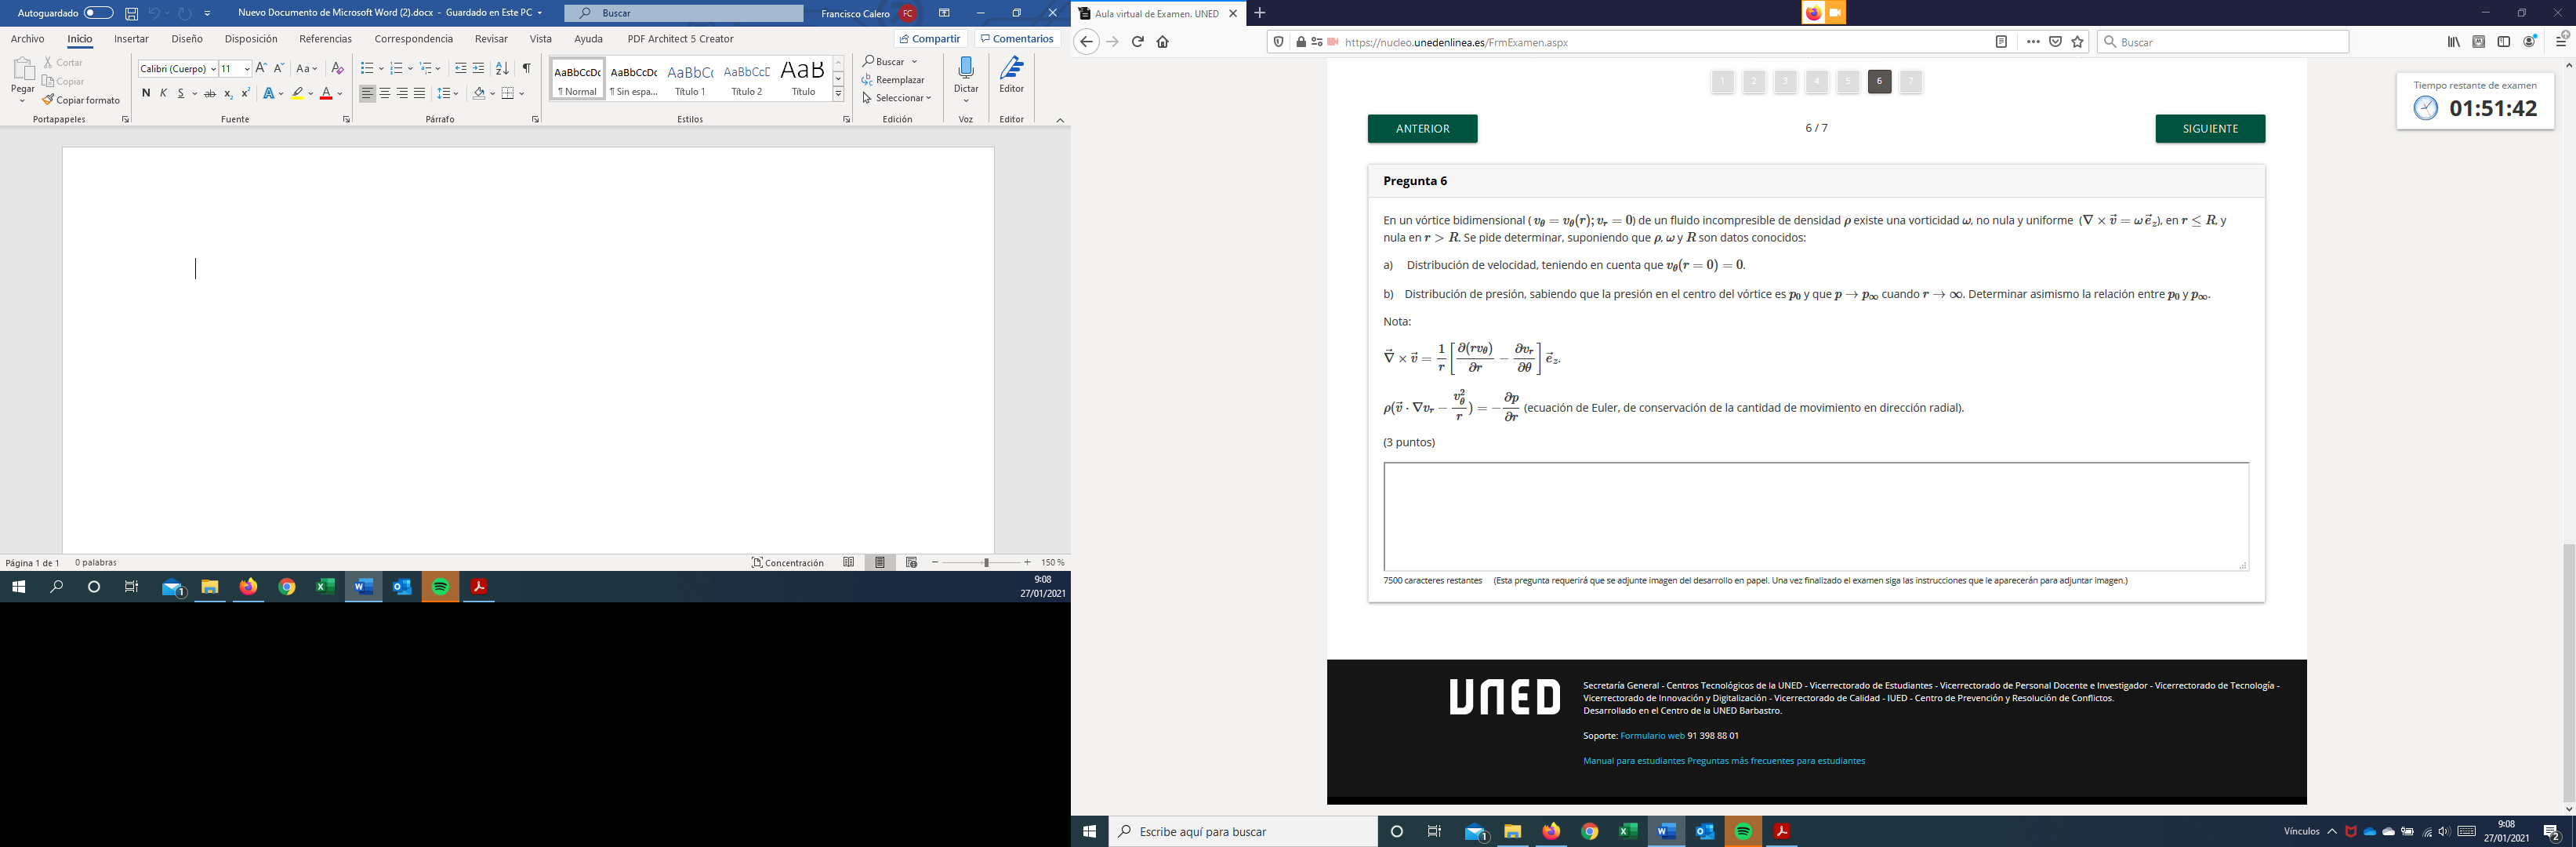 Autoguardado
Nuevo Documento de Microsoft Word (2).docx - Guardado en Este PC
Buscar
Francisco Calero FC
Archivo Inicio Insertar Diseño Disposición Referencias Correspondencia Revisar Vista Ayuda PDF Architect 5 Creator Compartir Comentarios
Pegar
Cortar
Copiar
Copiar formato
Portapapeles
Calibri (Cuerpo) 11
N K S ab x₂ x² A A
Fuente
Párrafo
AaBbCcDc AaBbCcDc AaBbC AaBbCcE AaB
¶ Normal ¶ Sin espa... Título 1 Título 2 Título
Estilos
Buscar
Reemplazar
Seleccionar
Edición
Dictar
Voz
Editor
Editor
Página 1 de 1 0 palabras
Concentración 150 %
9:08
27/01/2021
Aula virtual de Examen. UNED
https://nucleo.unedenlinea.es/FrmExamen.aspx
Buscar
1 2 3 4 5 6 7
Tiempo restante de examen
01:51:42
ANTERIOR 6 / 7 SIGUIENTE
Pregunta 6
En un vórtice bidimensional ( v_θ = v_θ(r); v_r = 0) de un fluido incompresible de densidad ρ existe una vorticidad ω, no nula y uniforme (∇ × v⃗ = ω e⃗_z), en r ≤ R, y
nula en r > R. Se pide determinar, suponiendo que ρ, ω y R son datos conocidos:
a) Distribución de velocidad, teniendo en cuenta que v_θ(r = 0) = 0.
b) Distribución de presión, sabiendo que la presión en el centro del vórtice es p₀ y que p → p_∞ cuando r → ∞. Determinar asimismo la relación entre p₀ y p_∞.
Nota:
∇⃗ × v⃗ = 1/r [∂(rv_θ)/∂r − ∂v_r/∂θ] e⃗_z.
ρ(v⃗ · ∇v_r − v_θ²/r) = −∂p/∂r (ecuación de Euler, de conservación de la cantidad de movimiento en dirección radial).
(3 puntos)
7500 caracteres restantes (Esta pregunta requerirá que se adjunte imagen del desarrollo en papel. Una vez finalizado el examen siga las instrucciones que le aparecerán para adjuntar imagen.)
UNED
Secretaría General - Centros Tecnológicos de la UNED - Vicerrectorado de Estudiantes - Vicerrectorado de Personal Docente e Investigador - Vicerrectorado de Tecnología -
Vicerrectorado de Innovación y Digitalización - Vicerrectorado de Calidad - IUED - Centro de Prevención y Resolución de Conflictos.
Desarrollado en el Centro de la UNED Barbastro.
Soporte: Formulario web 91 398 88 01
Manual para estudiantes Preguntas más frecuentes para estudiantes
Escribe aquí para buscar
Vínculos
9:08
27/01/2021